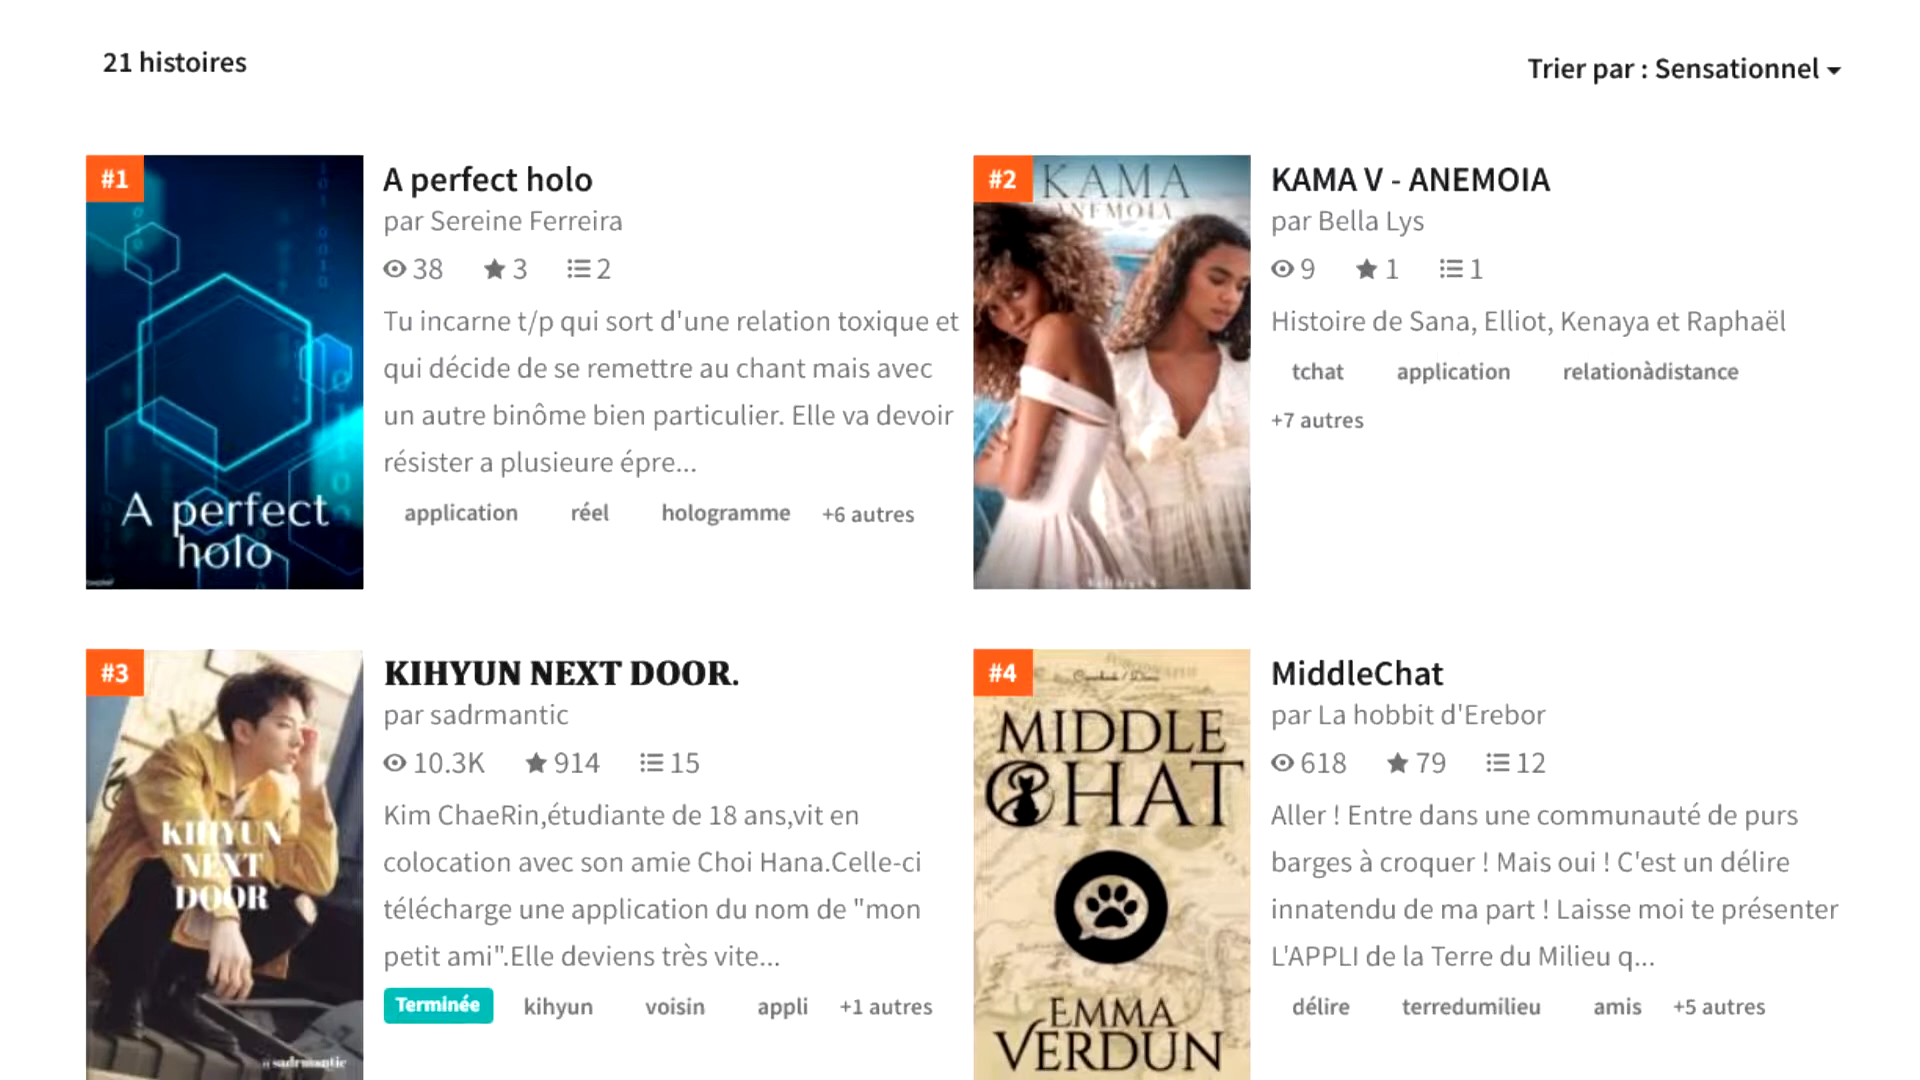 21 histoires
Trier par : Sensationnel
#1
A perfect
holo
A perfect holo
par Sereine Ferreira
38 3 2
Tu incarne t/p qui sort d'une relation toxique et
qui décide de se remettre au chant mais avec
un autre binôme bien particulier. Elle va devoir
résister a plusieure épre...
application réel hologramme +6 autres
#2
KAMA
ANEMOIA
KAMA V - ANEMOIA
par Bella Lys
9 1 1
Histoire de Sana, Elliot, Kenaya et Raphaël
tchat application relationàdistance
+7 autres
#3
KIHYUN
NEXT
DOOR
sadrmantic
KIHYUN NEXT DOOR.
par sadrmantic
10.3K 914 15
Kim ChaeRin,étudiante de 18 ans,vit en
colocation avec son amie Choi Hana.Celle-ci
télécharge une application du nom de "mon
petit ami".Elle deviens très vite...
Terminée kihyun voisin appli +1 autres
#4
MIDDLE
CHAT
EMMA
VERDUN
MiddleChat
par La hobbit d'Erebor
618 79 12
Aller ! Entre dans une communauté de purs
barges à croquer ! Mais oui ! C'est un délire
innatendu de ma part ! Laisse moi te présenter
L'APPLI de la Terre du Milieu q...
délire terredumilieu amis +5 autres